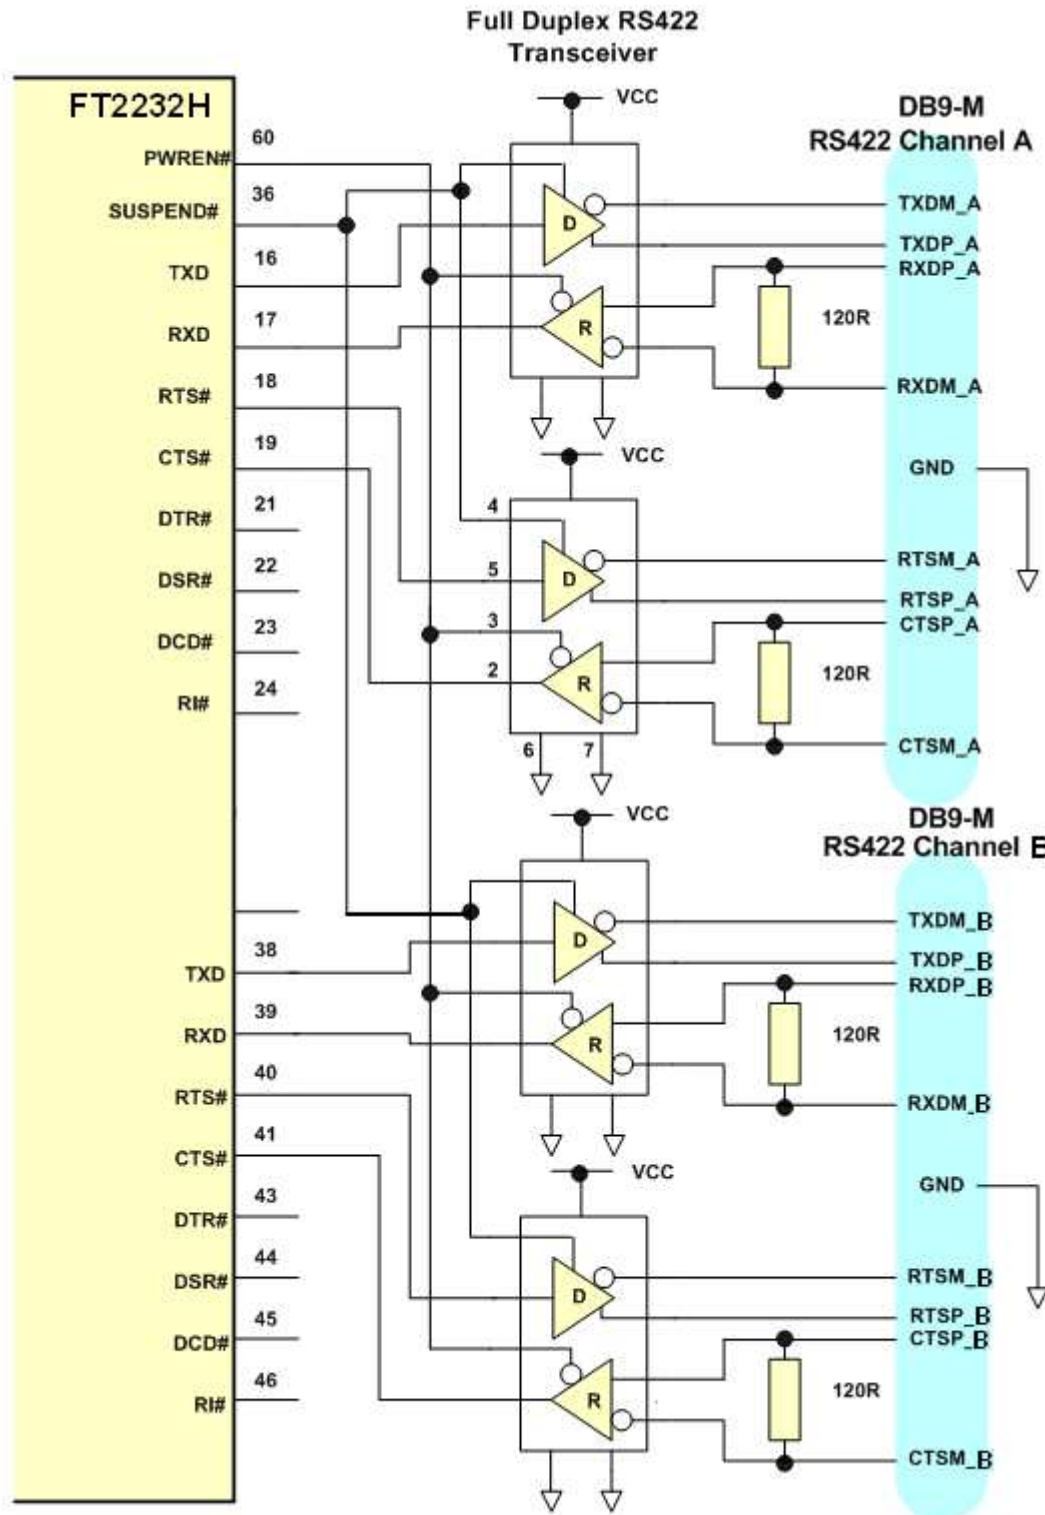 Full Duplex RS422
Transceiver
FT2232H
VCC
DB9-M
RS422 Channel A
60
PWREN#
36
SUSPEND#
16
TXD
17
RXD
18
RTS#
19
CTS#
21
DTR#
22
DSR#
23
DCD#
24
RI#
D
R
TXDM_A
TXDP_A
RXDP_A
120R
RXDM_A
VCC
GND
4
5
3
2
6
7
D
R
RTSM_A
RTSP_A
CTSP_A
120R
CTSM_A
VCC
DB9-M
RS422 Channel B
38
TXD
39
RXD
40
RTS#
41
CTS#
43
DTR#
44
DSR#
45
DCD#
46
RI#
D
R
TXDM_B
TXDP_B
RXDP_B
120R
RXDM_B
VCC
GND
D
R
RTSM_B
RTSP_B
CTSP_B
120R
CTSM_B